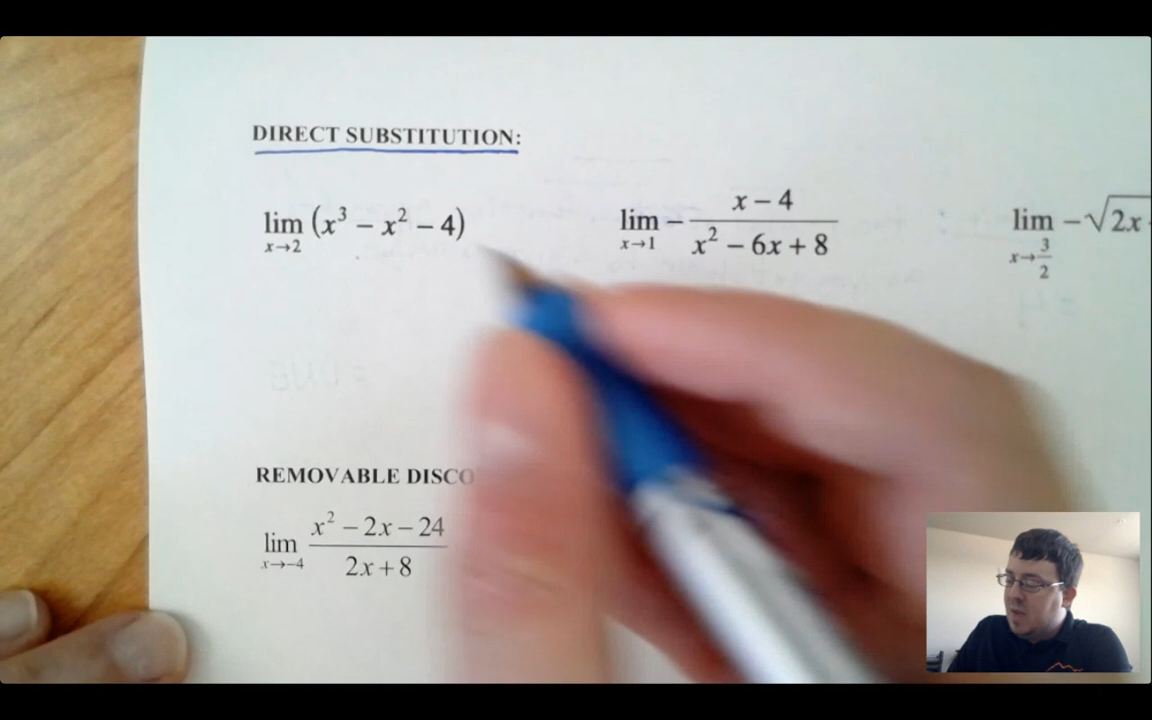 DIRECT SUBSTITUTION:
lim x→2 (x³ − x² − 4)
lim x→1 − (x − 4)/(x² − 6x + 8)
lim x→3/2 −√2x
REMOVABLE DISCO
lim x→−4 (x² − 2x − 24)/(2x + 8)